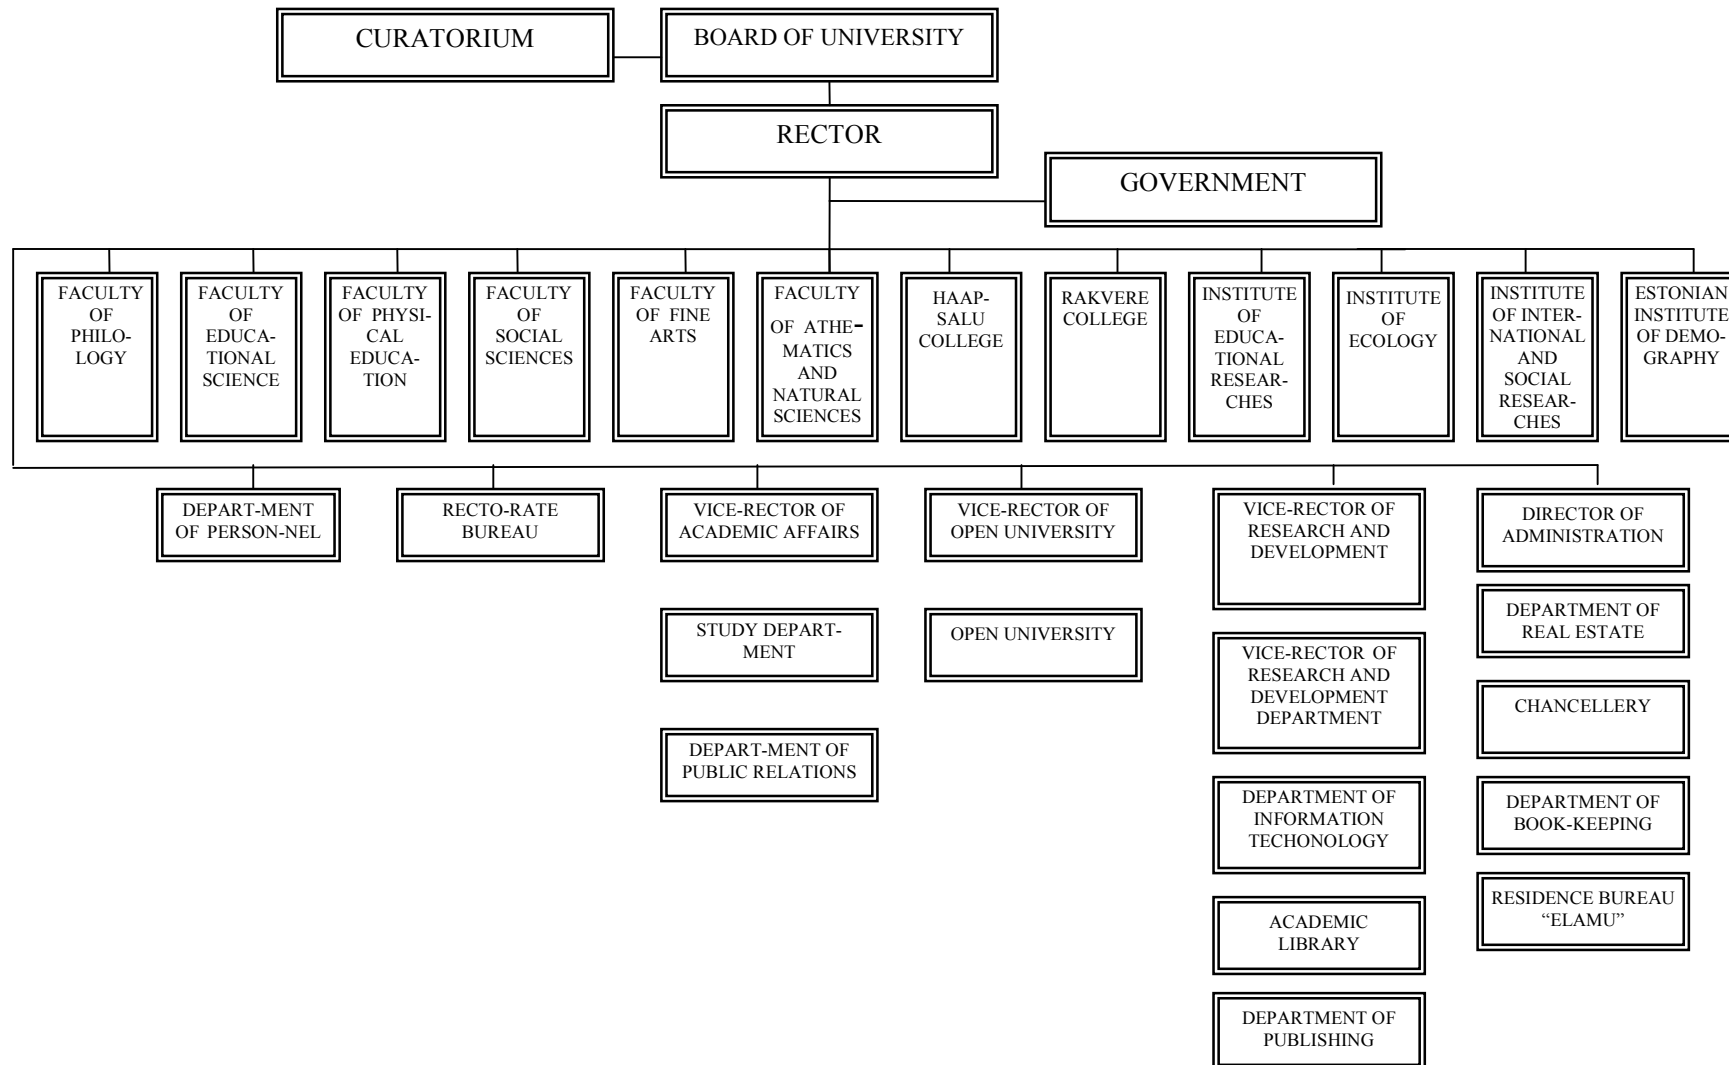 CURATORIUM
BOARD OF UNIVERSITY
RECTOR
GOVERNMENT
FACULTY
OF
PHILO-
LOGY
FACULTY
OF
EDUCA-
TIONAL
SCIENCE
FACULTY
OF PHYSI-
CAL
EDUCA-
TION
FACULTY
OF
SOCIAL
SCIENCES
FACULTY
OF FINE
ARTS
FACULTY
OF ATHE-
MATICS
AND
NATURAL
SCIENCES
HAAP-
SALU
COLLEGE
RAKVERE
COLLEGE
INSTITUTE
OF
EDUCA-
TIONAL
RESEAR-
CHES
INSTITUTE
OF
ECOLOGY
INSTITUTE
OF INTER-
NATIONAL
AND
SOCIAL
RESEAR-
CHES
ESTONIAN
INSTITUTE
OF DEMO-
GRAPHY
DEPART-MENT
OF PERSON-NEL
RECTO-RATE
BUREAU
VICE-RECTOR OF
ACADEMIC AFFAIRS
VICE-RECTOR OF
OPEN UNIVERSITY
VICE-RECTOR OF
RESEARCH AND
DEVELOPMENT
DIRECTOR OF
ADMINISTRATION
STUDY DEPART-
MENT
OPEN UNIVERSITY
VICE-RECTOR OF
RESEARCH AND
DEVELOPMENT
DEPARTMENT
DEPARTMENT OF
REAL ESTATE
CHANCELLERY
DEPART-MENT OF
PUBLIC RELATIONS
DEPARTMENT OF
INFORMATION
TECHONOLOGY
DEPARTMENT OF
BOOK-KEEPING
ACADEMIC
LIBRARY
RESIDENCE BUREAU
“ELAMU”
DEPARTMENT OF
PUBLISHING